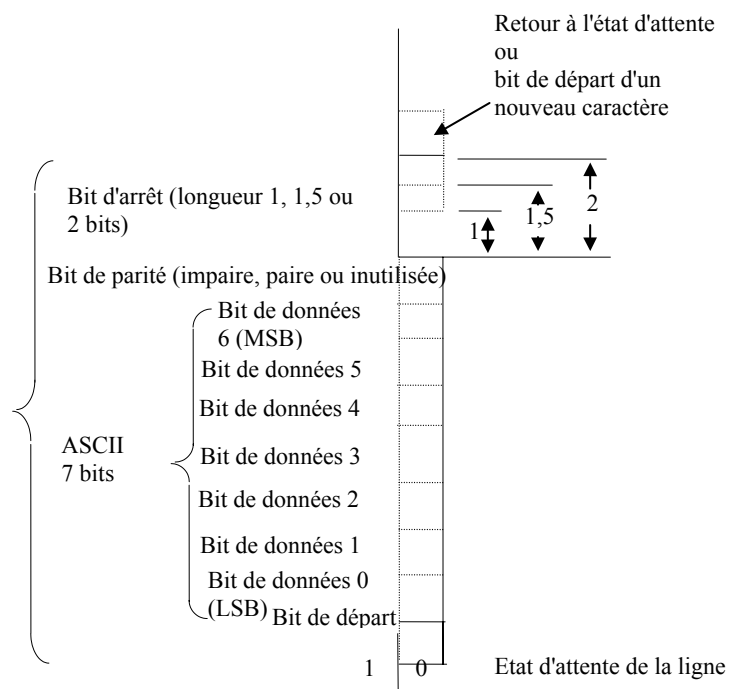 Retour à l'état d'attente
ou
bit de départ d'un
nouveau caractère
Bit d'arrêt (longueur 1, 1,5 ou
2 bits)
1
1,5
2
Bit de parité (impaire, paire ou inutilisée)
Bit de données
6 (MSB)
Bit de données 5
Bit de données 4
ASCII
7 bits
Bit de données 3
Bit de données 2
Bit de données 1
Bit de données 0
(LSB)
Bit de départ
1 0
Etat d'attente de la ligne